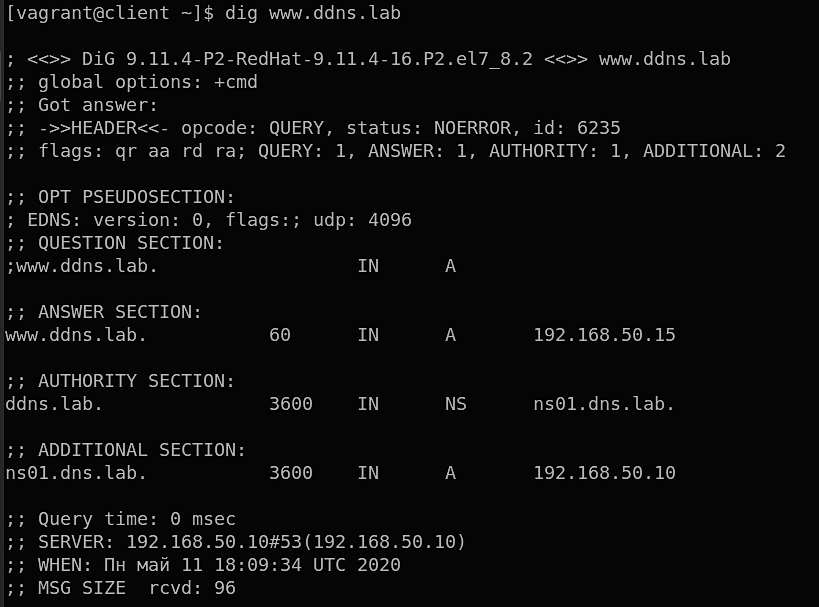 [vagrant@client ~]$ dig www.ddns.lab

; <<>> DiG 9.11.4-P2-RedHat-9.11.4-16.P2.el7_8.2 <<>> www.ddns.lab
;; global options: +cmd
;; Got answer:
;; ->>HEADER<<- opcode: QUERY, status: NOERROR, id: 6235
;; flags: qr aa rd ra; QUERY: 1, ANSWER: 1, AUTHORITY: 1, ADDITIONAL: 2

;; OPT PSEUDOSECTION:
; EDNS: version: 0, flags:; udp: 4096
;; QUESTION SECTION:
;www.ddns.lab.                   IN      A

;; ANSWER SECTION:
www.ddns.lab.           60      IN      A       192.168.50.15

;; AUTHORITY SECTION:
ddns.lab.               3600    IN      NS      ns01.dns.lab.

;; ADDITIONAL SECTION:
ns01.dns.lab.           3600    IN      A       192.168.50.10

;; Query time: 0 msec
;; SERVER: 192.168.50.10#53(192.168.50.10)
;; WHEN: Пн май 11 18:09:34 UTC 2020
;; MSG SIZE  rcvd: 96